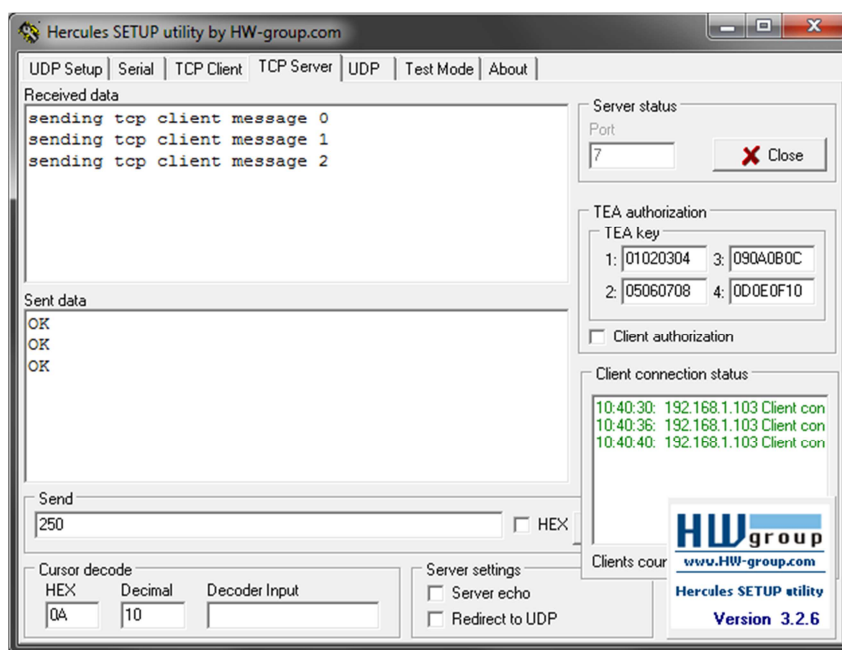 Hercules SETUP utility by HW-group.com
UDP Setup Serial TCP Client TCP Server UDP Test Mode About
Received data
sending tcp client message 0
sending tcp client message 1
sending tcp client message 2
Sent data
OK
OK
OK
Send
250
HEX
Cursor decode
HEX Decimal Decoder Input
0A 10
Server settings
Server echo
Redirect to UDP
Server status
Port
7 Close
TEA authorization
TEA key
1: 01020304 3: 090A0B0C
2: 05060708 4: 0D0E0F10
Client authorization
Client connection status
10:40:30: 192.168.1.103 Client con
10:40:36: 192.168.1.103 Client con
10:40:40: 192.168.1.103 Client con
Clients cour
HW group
www.HW-group.com
Hercules SETUP utility
Version 3.2.6